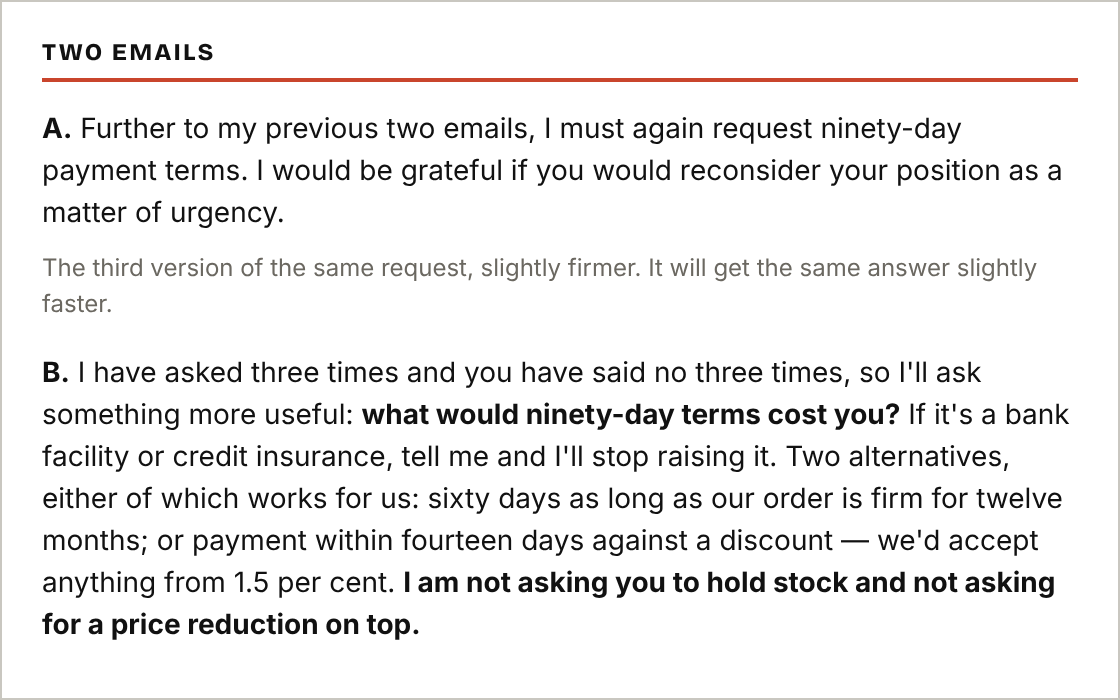 TWO EMAILS
A. Further to my previous two emails, I must again request ninety-day
payment terms. I would be grateful if you would reconsider your position as a
matter of urgency.
The third version of the same request, slightly firmer. It will get the same answer slightly
faster.
B. I have asked three times and you have said no three times, so I'll ask
something more useful: what would ninety-day terms cost you? If it's a bank
facility or credit insurance, tell me and I'll stop raising it. Two alternatives,
either of which works for us: sixty days as long as our order is firm for twelve
months; or payment within fourteen days against a discount — we'd accept
anything from 1.5 per cent. I am not asking you to hold stock and not asking
for a price reduction on top.